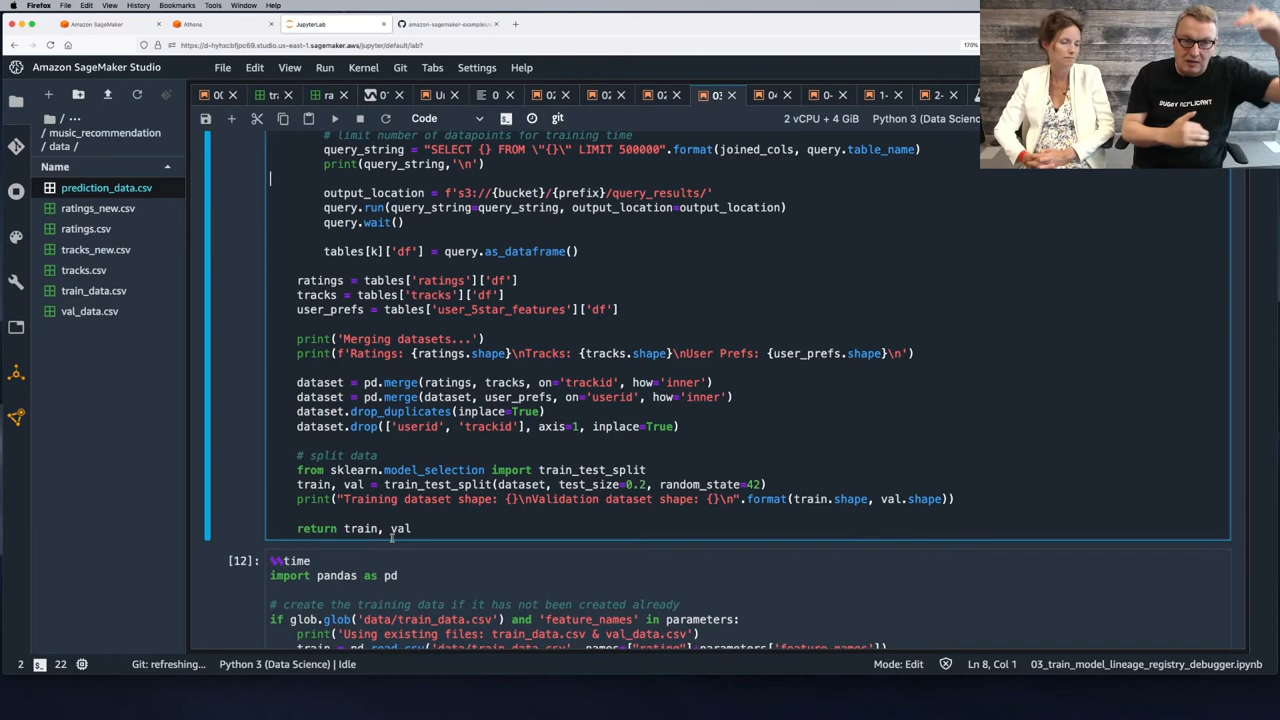 Firefox File Edit View History Bookmarks Tools Window Help
Amazon SageMaker
Athena
JupyterLab
amazon-sagemaker-examples
https://d-hyhxcbfjpc69.studio.us-east-1.sagemaker.aws/jupyter/default/lab?
170%
Amazon SageMaker Studio
File Edit View Run Kernel Git Tabs Settings Help
Code
git
2 vCPU + 4 GiB
Python 3 (Data Scienc
/ ...
/ music_recommendation
/ data /
Name
prediction_data.csv
ratings_new.csv
ratings.csv
tracks_new.csv
tracks.csv
train_data.csv
val_data.csv
# limit number of datapoints for training time
query_string = "SELECT {} FROM \"{}\" LIMIT 500000".format(joined_cols, query.table_name)
print(query_string,'\n')
output_location = f's3://{bucket}/{prefix}/query_results/'
query.run(query_string=query_string, output_location=output_location)
query.wait()
tables[k]['df'] = query.as_dataframe()
ratings = tables['ratings']['df']
tracks = tables['tracks']['df']
user_prefs = tables['user_5star_features']['df']
print('Merging datasets...')
print(f'Ratings: {ratings.shape}\nTracks: {tracks.shape}\nUser Prefs: {user_prefs.shape}\n')
dataset = pd.merge(ratings, tracks, on='trackid', how='inner')
dataset = pd.merge(dataset, user_prefs, on='userid', how='inner')
dataset.drop_duplicates(inplace=True)
dataset.drop(['userid', 'trackid'], axis=1, inplace=True)
# split data
from sklearn.model_selection import train_test_split
train, val = train_test_split(dataset, test_size=0.2, random_state=42)
print("Training dataset shape: {}\nValidation dataset shape: {}\n".format(train.shape, val.shape))
return train, val
[12]:
%%time
import pandas as pd
# create the training data if it has not been created already
if glob.glob('data/train_data.csv') and 'feature_names' in parameters:
print('Using existing files: train_data.csv & val_data.csv')
train = pd.read_csv('data/train_data.csv', names=["rating"]+parameters['feature_names'])
2 22 Git: refreshing... Python 3 (Data Science) | Idle
Mode: Edit Ln 8, Col 1 03_train_model_lineage_registry_debugger.ipynb
BUGGY REPLICANT